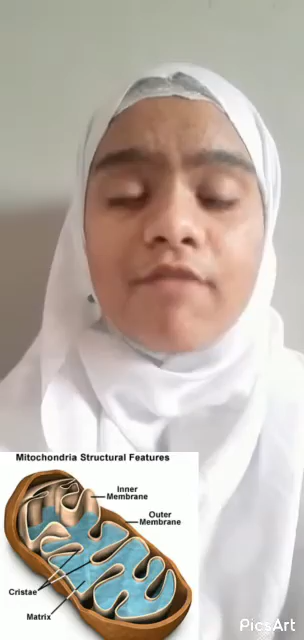 Mitochondria Structural Features
Inner
Membrane
Outer
Membrane
Cristae
Matrix
PicsArt